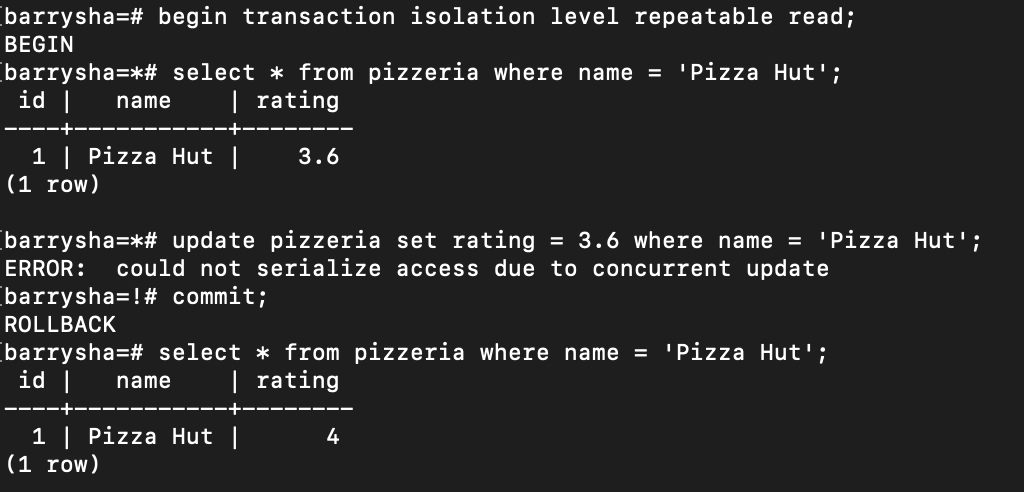 [barrysha=# begin transaction isolation level repeatable read;
BEGIN
[barrysha=*# select * from pizzeria where name = 'Pizza Hut';
 id |   name    | rating
----+-----------+--------
  1 | Pizza Hut |    3.6
(1 row)

[barrysha=*# update pizzeria set rating = 3.6 where name = 'Pizza Hut';
ERROR:  could not serialize access due to concurrent update
[barrysha=!# commit;
ROLLBACK
[barrysha=# select * from pizzeria where name = 'Pizza Hut';
 id |   name    | rating
----+-----------+--------
  1 | Pizza Hut |      4
(1 row)